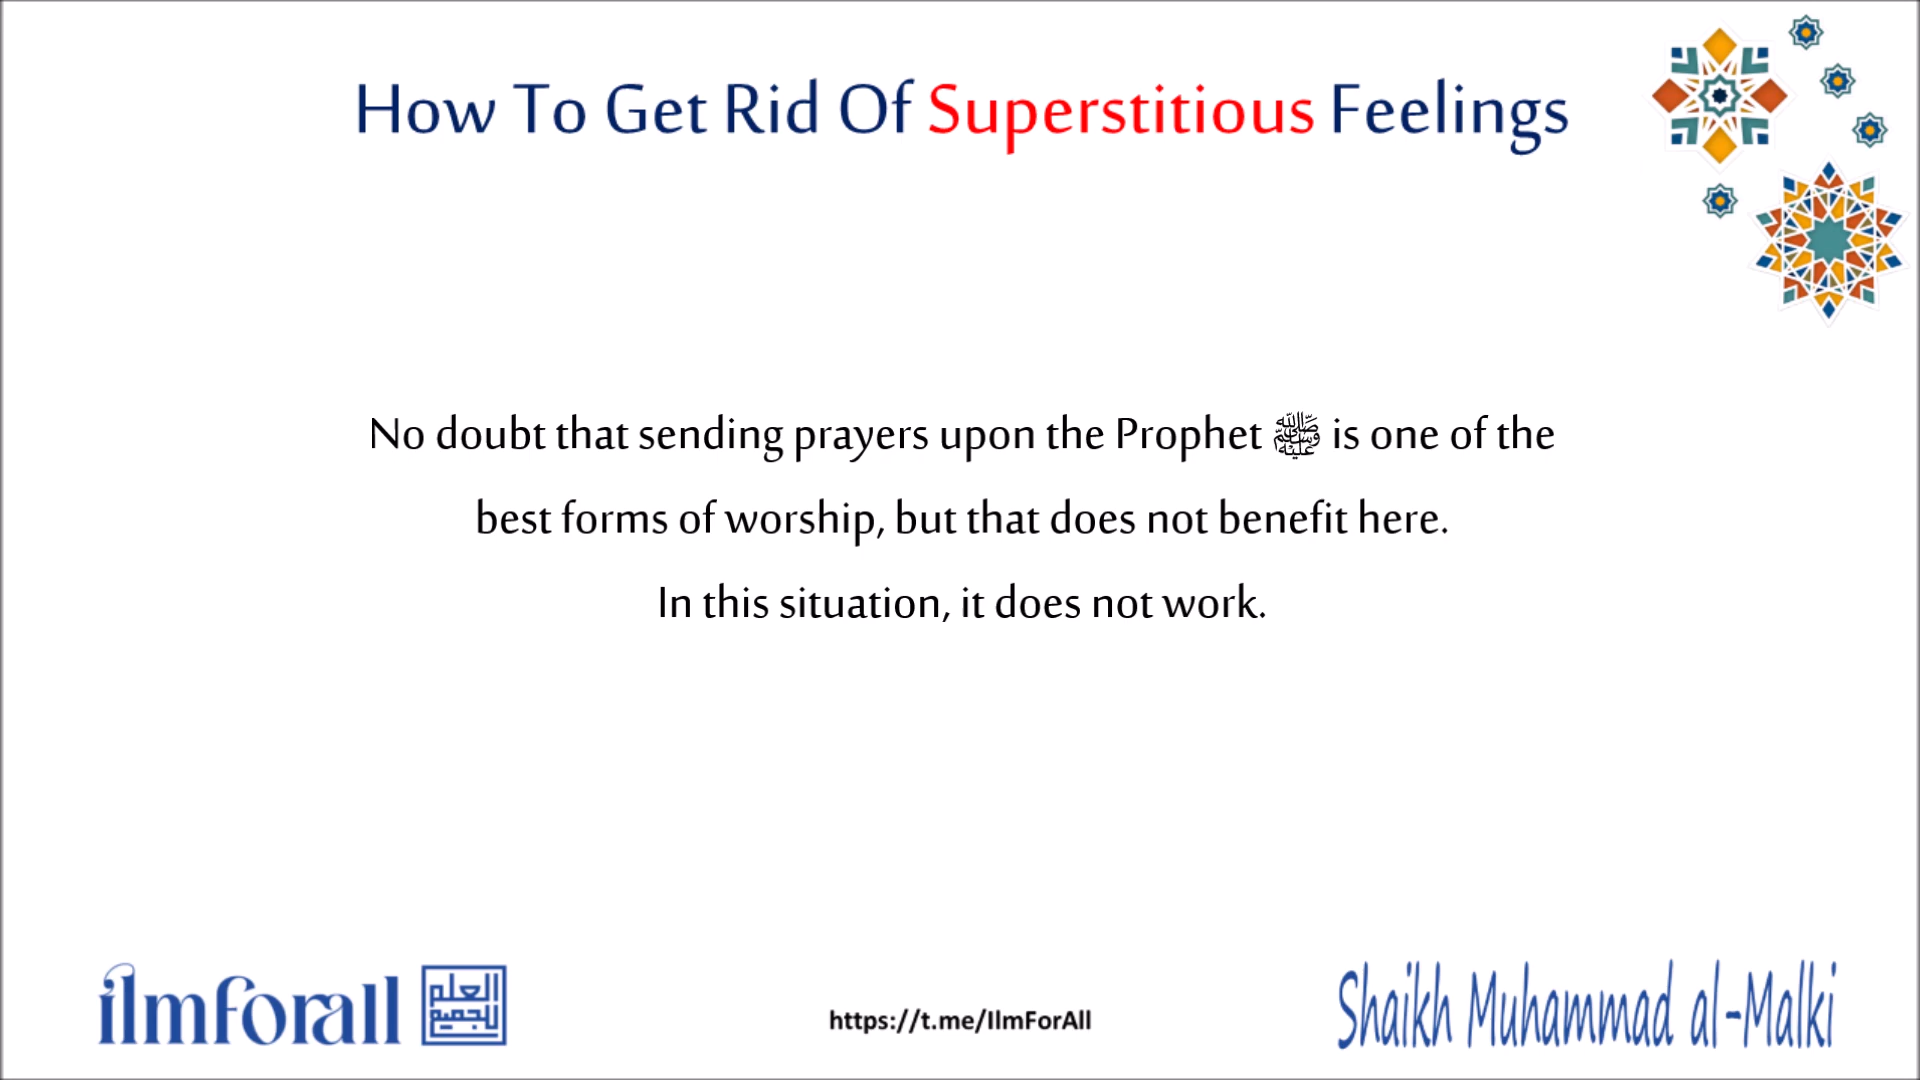 How To Get Rid Of Superstitious Feelings
No doubt that sending prayers upon the Prophet ﷺ is one of the
best forms of worship, but that does not benefit here.
In this situation, it does not work.
ilmforall
العلم
للجميع
https://t.me/IlmForAll
Shaikh Muhammad al-Malki